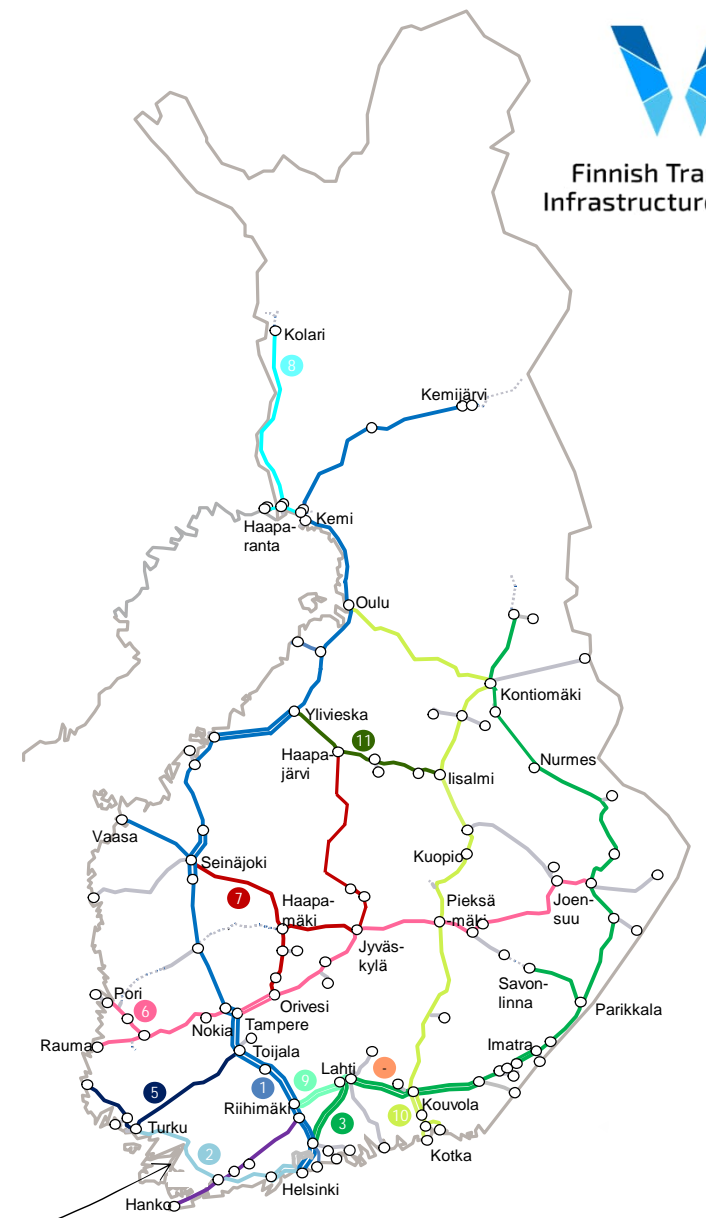 Finnish Tra
Infrastructure
Kolari
8
Kemijärvi
Haapa-
ranta
Kemi
Oulu
Kontiomäki
Ylivieska
11
Haapa-
järvi
Iisalmi
Nurmes
Vaasa
Seinäjoki
Kuopio
7
Haapa-
mäki
Pieksä
-mäki
Joen-
suu
Jyväs-
kylä
Savon-
linna
Pori
6
Orivesi
Parikkala
Nokia
Tampere
Rauma
Toijala
Imatra
Lahti
-
5
1
9
Riihimäki
Kouvola
3
10
Turku
2
Kotka
Helsinki
Hanko